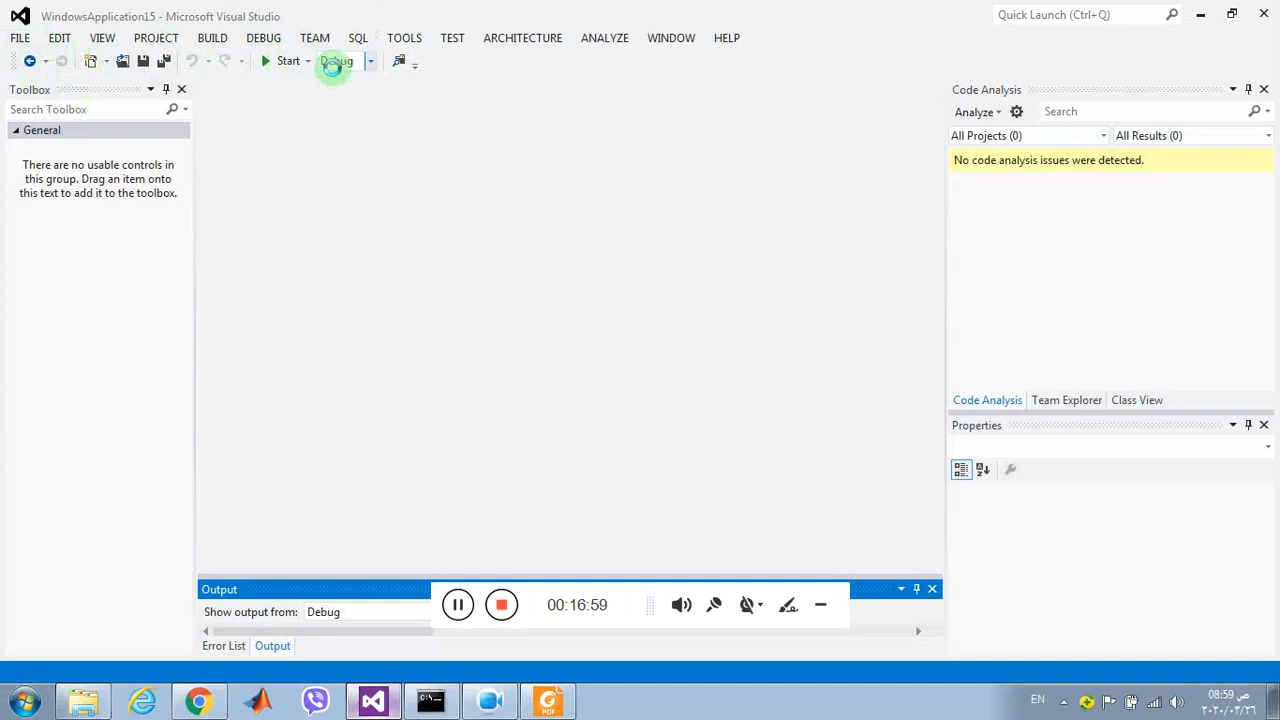 WindowsApplication15 - Microsoft Visual Studio
Quick Launch (Ctrl+Q)
FILE EDIT VIEW PROJECT BUILD DEBUG TEAM SQL TOOLS TEST ARCHITECTURE ANALYZE WINDOW HELP
Start Debug
Toolbox
Search Toolbox
General
There are no usable controls in
this group. Drag an item onto
this text to add it to the toolbox.
Code Analysis
Analyze Search
All Projects (0) All Results (0)
No code analysis issues were detected.
Code Analysis Team Explorer Class View
Properties
Output
Show output from: Debug
00:16:59
Error List Output
PDF
EN
08:59 ص
٢٠٢٠/٠٣/٢٦